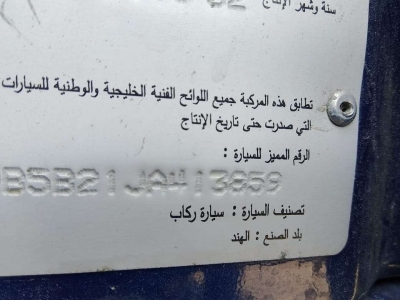 سنة وشهر الإنتاج
تطابق هذه المركبة جميع اللوائح الفنية الخليجية والوطنية للسيارات
التي صدرت حتى تاريخ الإنتاج
الرقم المميز للسيارة :
B5B21JA413859
تصنيف السيارة : سيارة ركاب
بلد الصنع : الهند